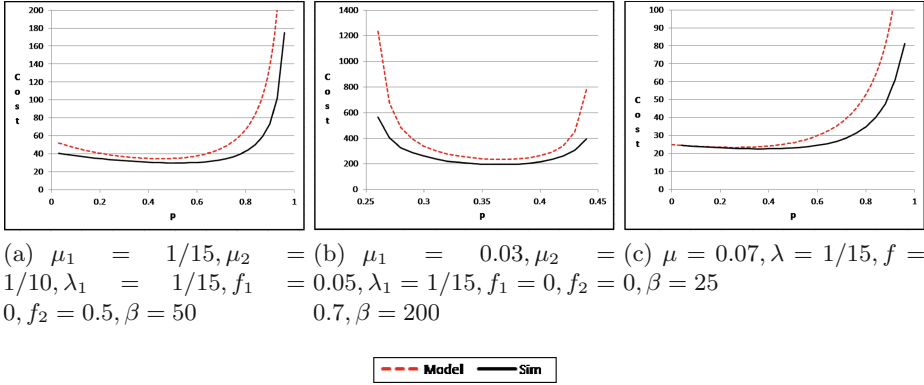 200
180
160
140
120
100
80
60
40
20
0
Cost
0 0.2 0.4 0.6 0.8 1
p
1400
1200
1000
800
600
400
200
0
Cost
0.25 0.3 0.35 0.4 0.45
p
100
90
80
70
60
50
40
30
20
10
0
Cost
0 0.2 0.4 0.6 0.8 1
p
(a) μ₁ = 1/15, μ₂ =
1/10, λ₁ = 1/15, f₁ =
0, f₂ = 0.5, β = 50
(b) μ₁ = 0.03, μ₂ =
0.05, λ₁ = 1/15, f₁ = 0, f₂ =
0.7, β = 200
(c) μ = 0.07, λ = 1/15, f =
0, β = 25
Model Sim